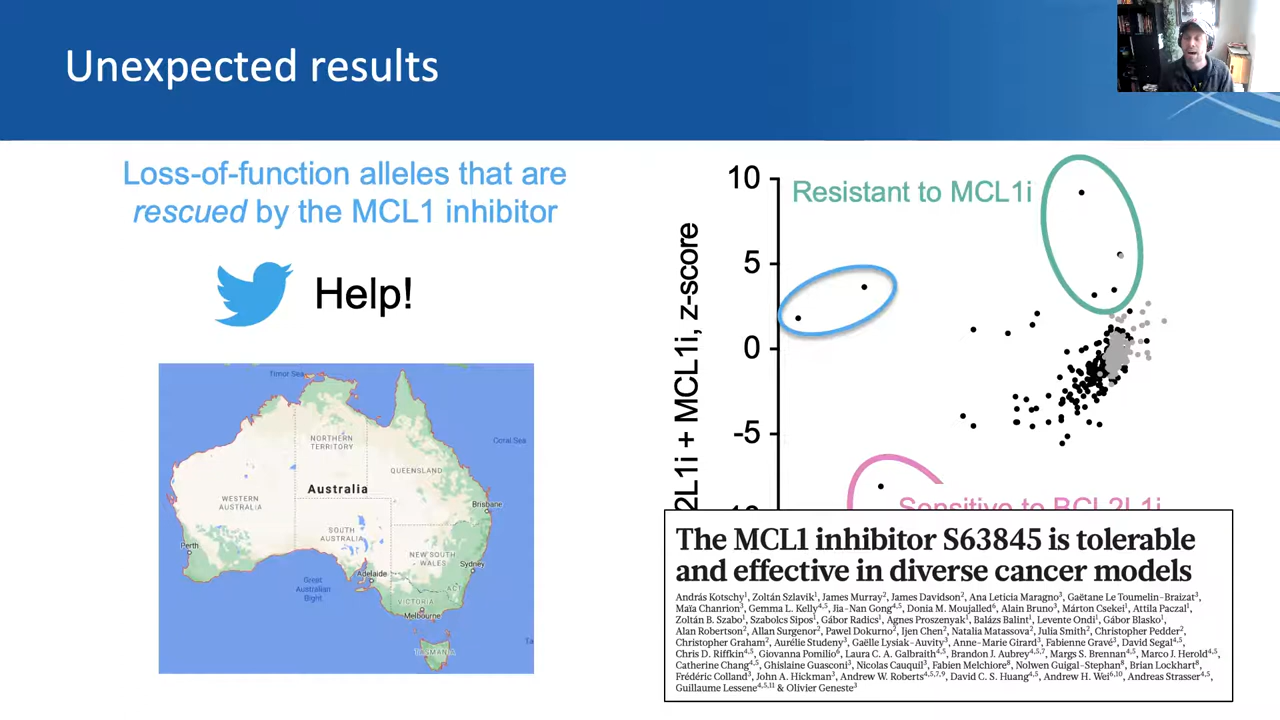 Unexpected results
Loss-of-function alleles that are
rescued by the MCL1 inhibitor
Help!
Timor Sea
Coral Sea
NORTHERN
TERRITORY
QUEENSLAND
Australia
WESTERN
AUSTRALIA
Brisbane
SOUTH
AUSTRALIA
Perth
NEW SOUTH
WALES
Sydney
Great
Australian
Bight
Adelaide
ACT
VICTORIA
Melbourne
Ta
TASMANIA
10
5
0
-5
2L1i + MCL1i, z-score
Resistant to MCL1i
Sensitive to BCL2L1i
The MCL1 inhibitor S63845 is tolerable
and effective in diverse cancer models
András Kotschy¹, Zoltán Szlavik¹, James Murray², James Davidson², Ana Leticia Maragno³, Gaëtane Le Toumelin-Braizat³,
Maïa Chanrion³, Gemma L. Kelly⁴,⁵, Jia-Nan Gong⁴,⁵, Donia M. Moujalled⁶, Alain Bruno³, Márton Csekei¹, Attila Paczal¹,
Zoltán B. Szabo¹, Szabolcs Sipos¹, Gábor Radics¹, Agnes Proszenyak¹, Balázs Balint¹, Levente Ondi¹, Gábor Blasko¹,
Alan Robertson², Allan Surgenor², Pawel Dokurno², Ijen Chen², Natalia Matassova², Julia Smith², Christopher Pedder²,
Christopher Graham², Aurélie Studeny³, Gaëlle Lysiak-Auvity³, Anne-Marie Girard³, Fabienne Gravé³, David Segal⁴,⁵,
Chris D. Riffkin⁴,⁵, Giovanna Pomilio⁶, Laura C. A. Galbraith⁴,⁵, Brandon J. Aubrey⁴,⁵,⁷, Margs S. Brennan⁴,⁵, Marco J. Herold⁴,⁵,
Catherine Chang⁴,⁵, Ghislaine Guasconi³, Nicolas Cauquil³, Fabien Melchiore⁸, Nolwen Guigal-Stephan⁸, Brian Lockhart⁸,
Frédéric Colland³, John A. Hickman³, Andrew W. Roberts⁴,⁵,⁷,⁹, David C. S. Huang⁴,⁵, Andrew H. Wei⁶,¹⁰, Andreas Strasser⁴,⁵,
Guillaume Lessene⁴,⁵,¹¹ & Olivier Geneste³